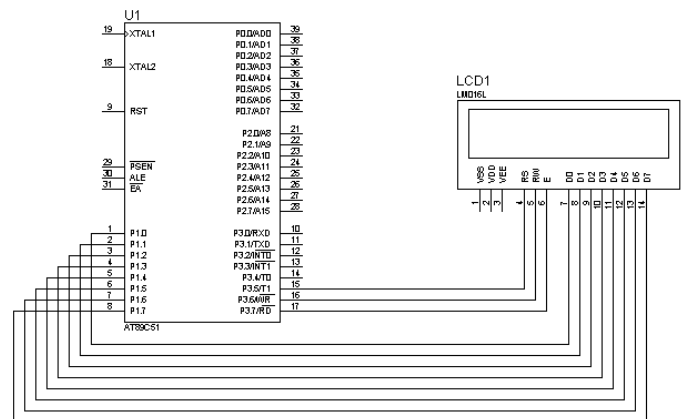 U1
19 XTAL1 P0.0/AD0 39
P0.1/AD1 38
P0.2/AD2 37
18 XTAL2 P0.3/AD3 36
P0.4/AD4 35
P0.5/AD5 34
P0.6/AD6 33
9 RST P0.7/AD7 32
P2.0/A8 21
P2.1/A9 22
P2.2/A10 23
29 PSEN P2.3/A11 24
30 ALE P2.4/A12 25
31 EA P2.5/A13 26
P2.6/A14 27
P2.7/A15 28
1 P1.0 P3.0/RXD 10
2 P1.1 P3.1/TXD 11
3 P1.2 P3.2/INT0 12
4 P1.3 P3.3/INT1 13
5 P1.4 P3.4/T0 14
6 P1.5 P3.5/T1 15
7 P1.6 P3.6/WR 16
8 P1.7 P3.7/RD 17
AT89C51
LCD1
LM016L
VSS VDD VEE RS RW E D0 D1 D2 D3 D4 D5 D6 D7
1 2 3 4 5 6 7 8 9 10 11 12 13 14